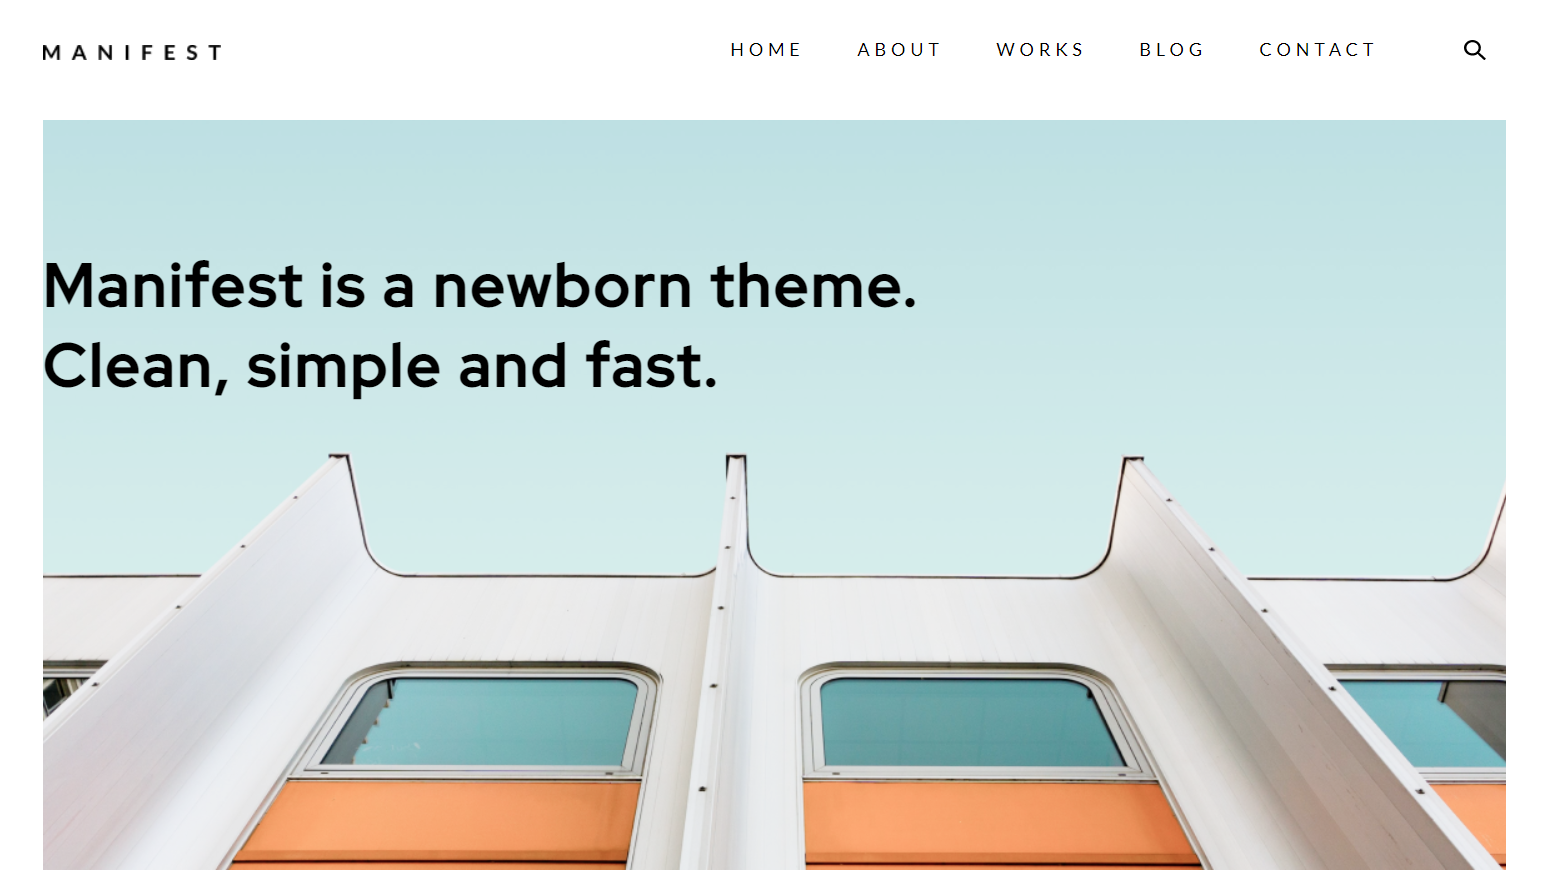 MANIFEST
HOME ABOUT WORKS BLOG CONTACT
Manifest is a newborn theme.
Clean, simple and fast.